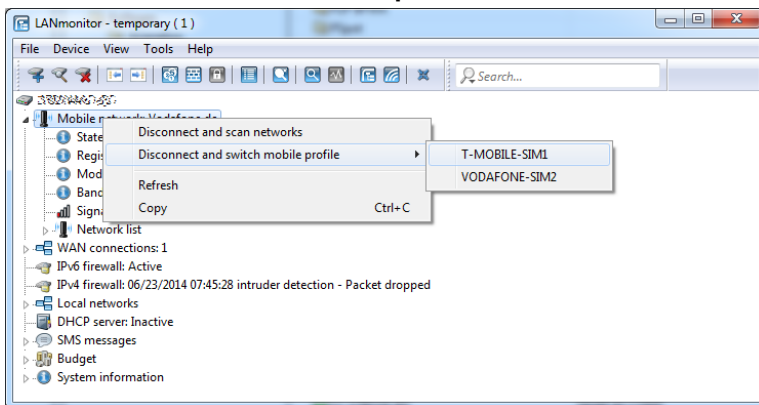 LANmonitor - temporary ( 1 )
File Device View Tools Help
Search...
Mobile network: Vodafone.de
Disconnect and scan networks
Disconnect and switch mobile profile
T-MOBILE-SIM1
VODAFONE-SIM2
Refresh
Copy Ctrl+C
State
Regis
Mod
Band
Signa
Network list
WAN connections: 1
IPv6 firewall: Active
IPv4 firewall: 06/23/2014 07:45:28 intruder detection - Packet dropped
Local networks
DHCP server: Inactive
SMS messages
Budget
System information